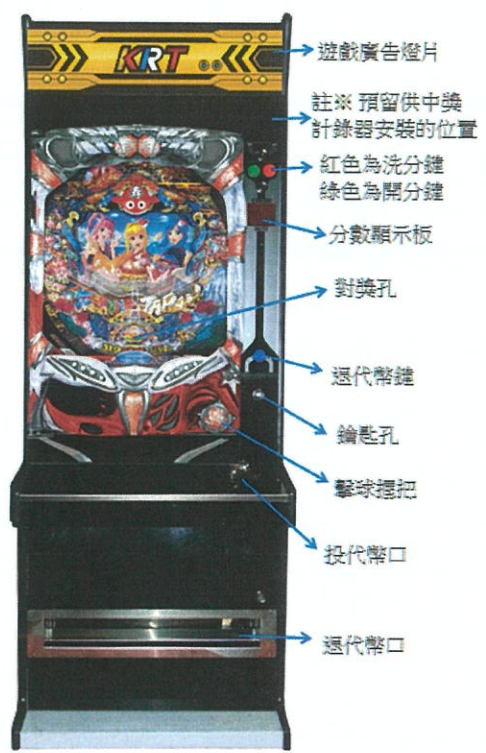 KRT
遊戲廣告燈片
註※ 預留供中獎
計錄器安裝的位置
紅色為洗分鍵
綠色為開分鍵
分數顯示板
對獎孔
JAPAN
退代幣鍵
鑰匙孔
擊球握把
投代幣口
退代幣口